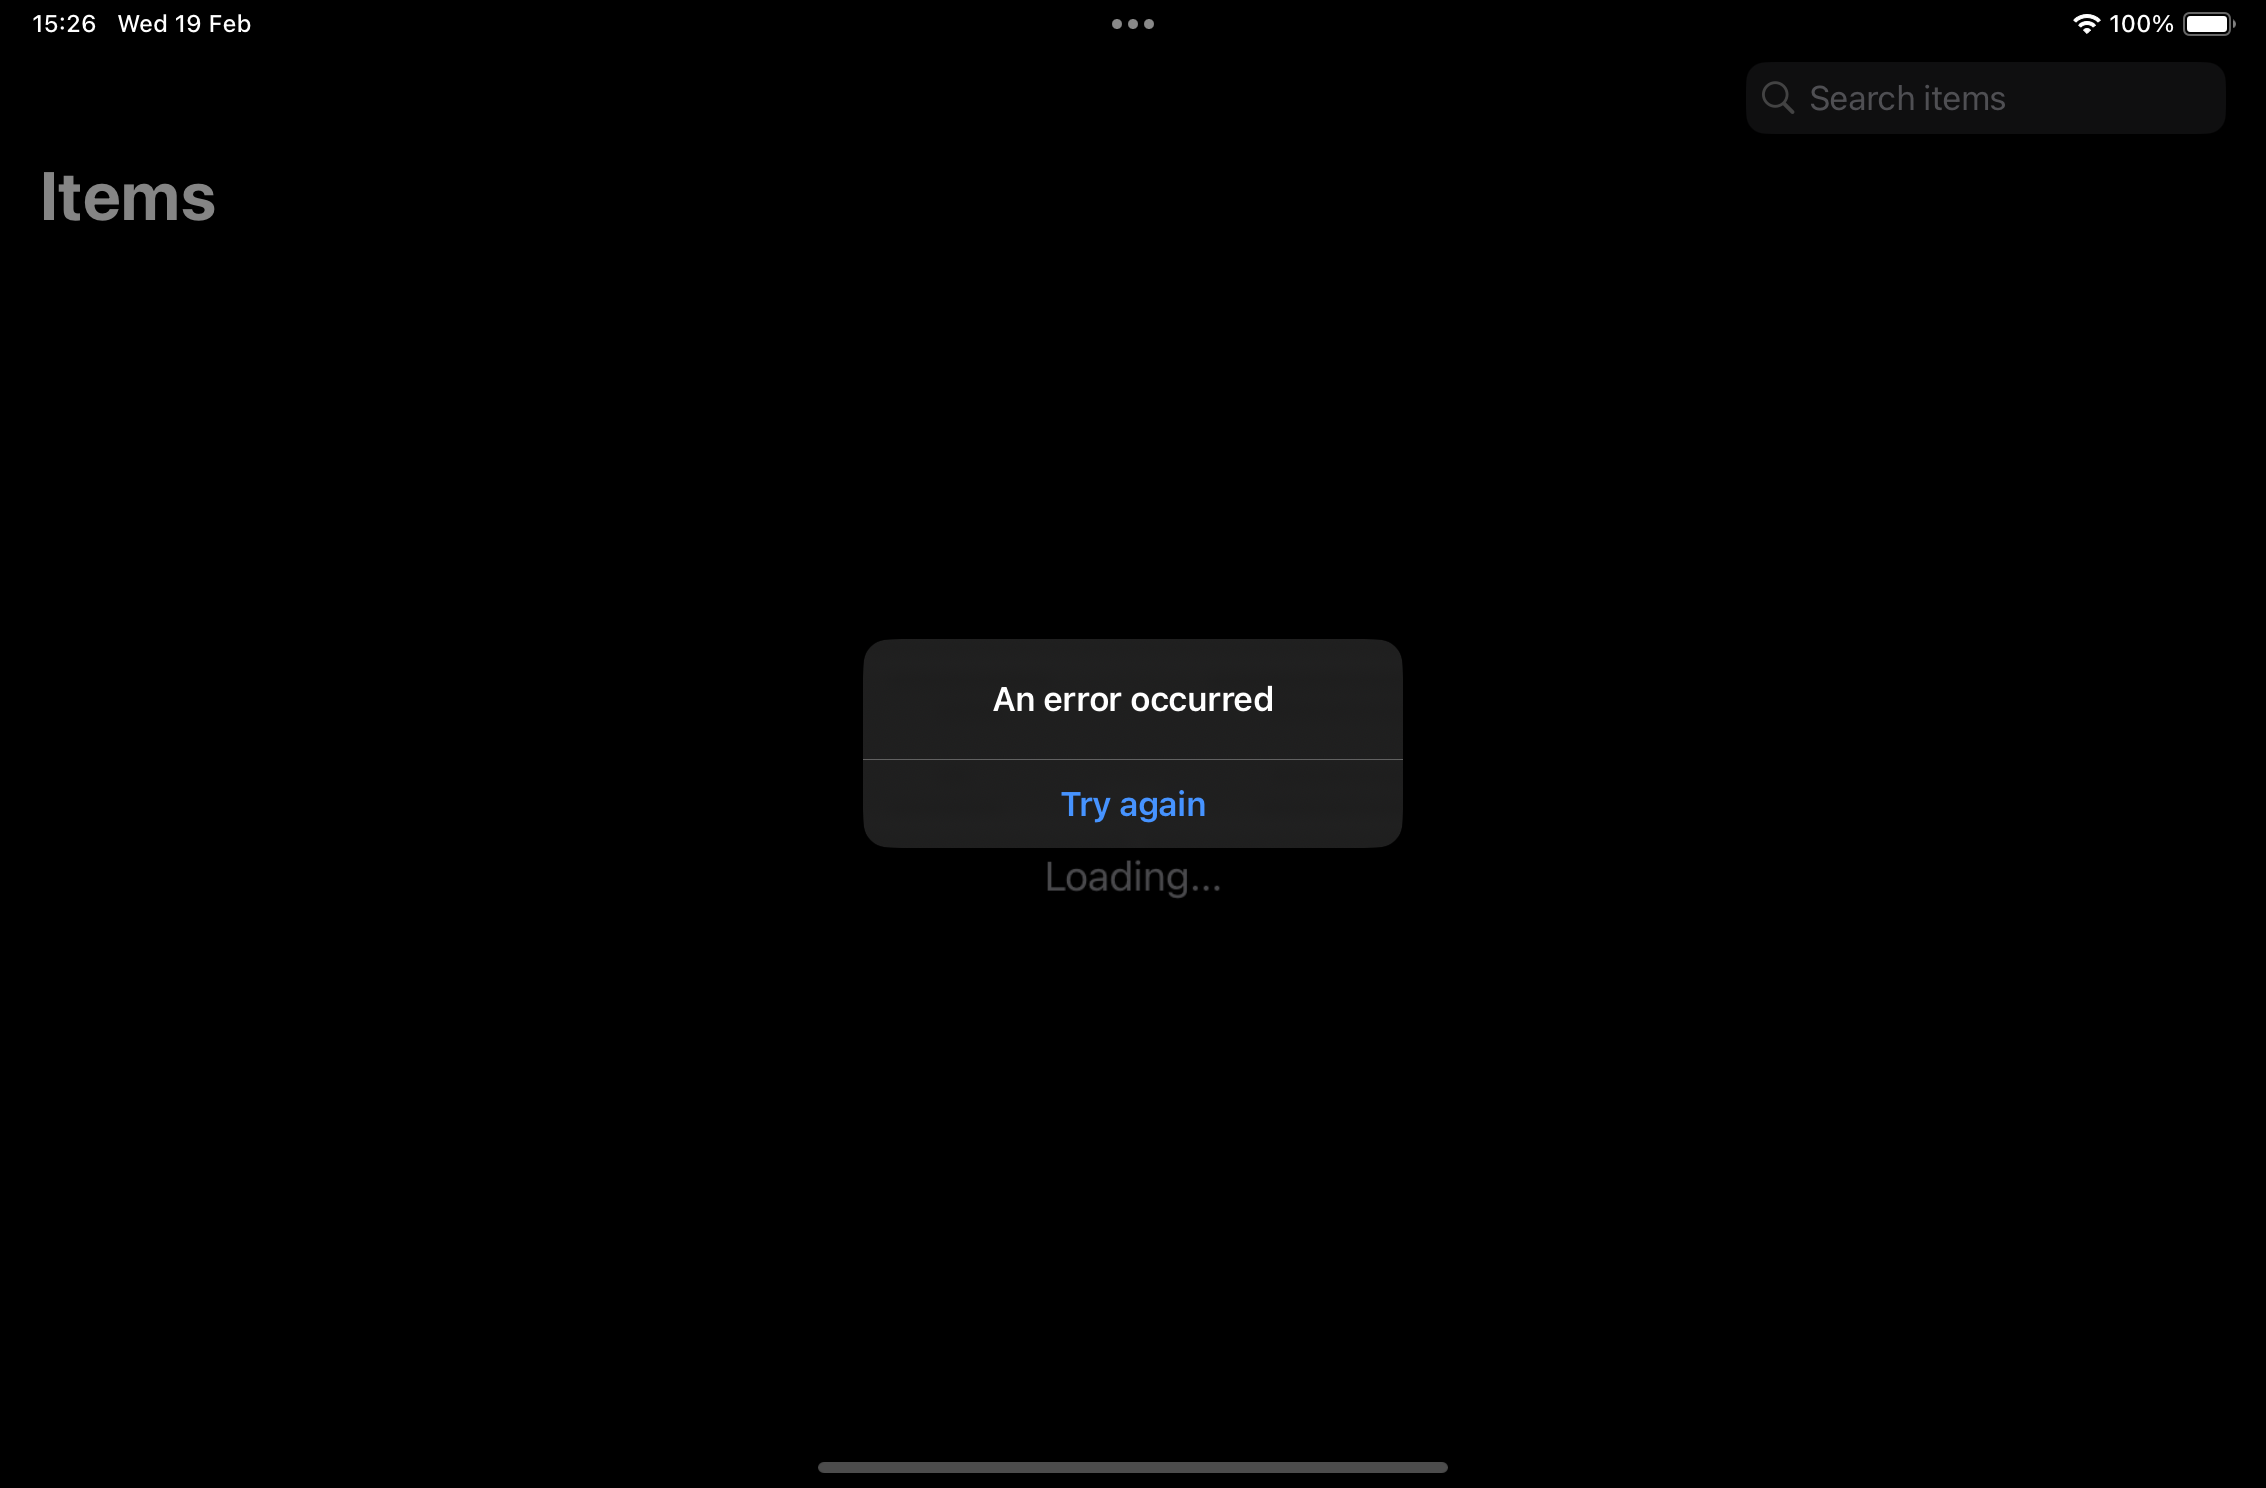 15:26 Wed 19 Feb
100%
Search items
Items
An error occurred
Try again
Loading...